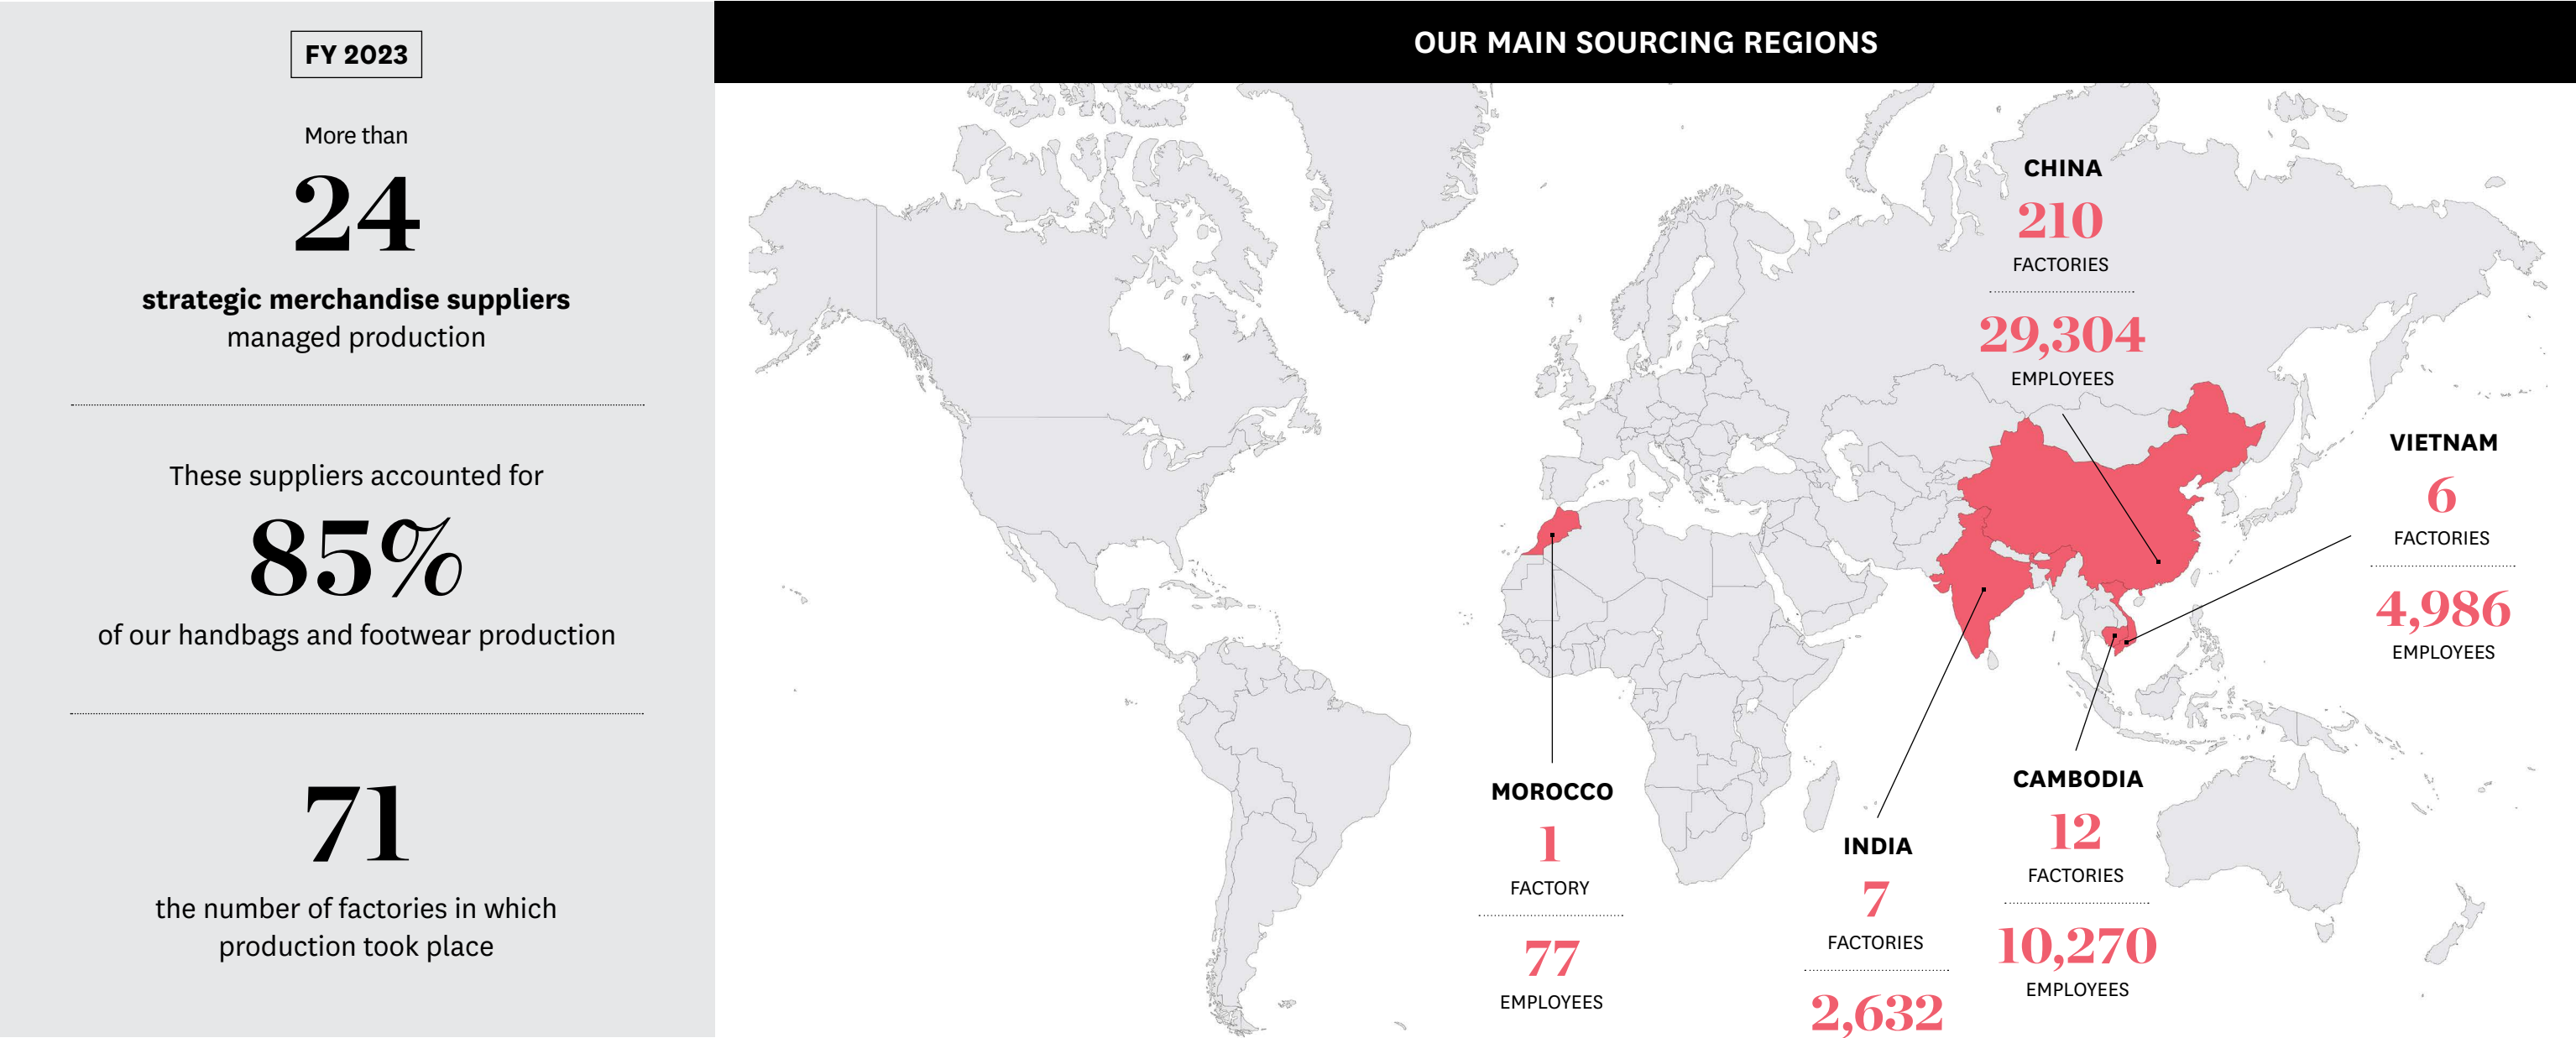 FY 2023
More than
24
strategic merchandise suppliers
managed production
These suppliers accounted for
85%
of our handbags and footwear production
71
the number of factories in which
production took place
OUR MAIN SOURCING REGIONS
CHINA
210
FACTORIES
29,304
EMPLOYEES
VIETNAM
6
FACTORIES
4,986
EMPLOYEES
MOROCCO
1
FACTORY
77
EMPLOYEES
INDIA
7
FACTORIES
2,632
CAMBODIA
12
FACTORIES
10,270
EMPLOYEES